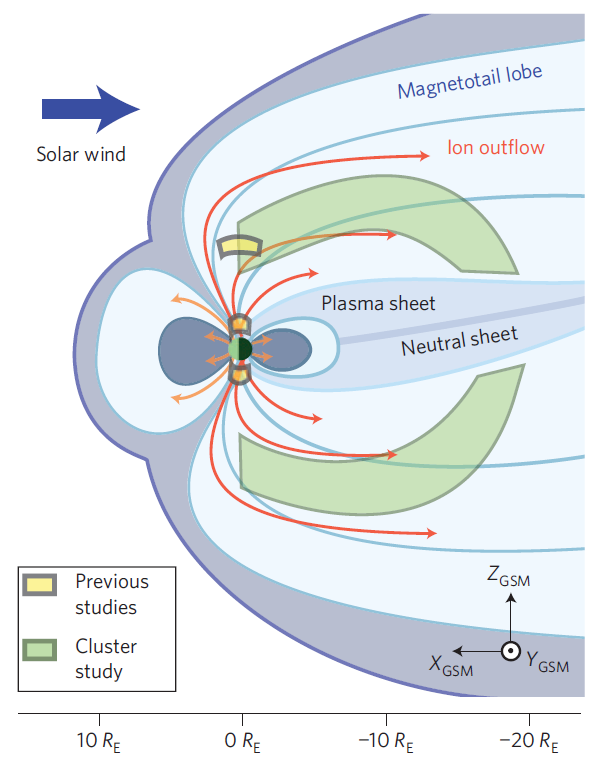 Magnetotail lobe
Solar wind
Ion outflow
Plasma sheet
Neutral sheet
Previous
studies
Cluster
study
Z GSM
X GSM
Y GSM
10 R E
0 R E
−10 R E
−20 R E